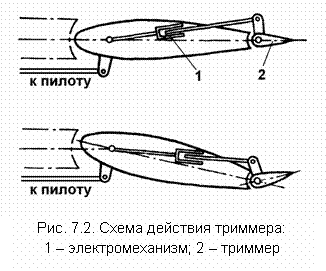 1
2
к пилоту
к пилоту
Рис. 7.2. Схема действия триммера:
1 – электромеханизм; 2 – триммер